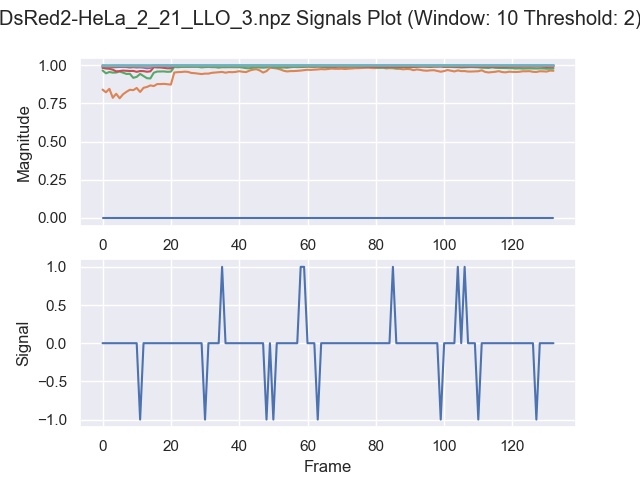 DsRed2-HeLa_2_21_LLO_3.npz Signals Plot (Window: 10 Threshold: 2)
1.00
0.75
0.50
0.25
0.00
Magnitude
0 20 40 60 80 100 120
1.0
0.5
0.0
−0.5
−1.0
Signal
0 20 40 60 80 100 120
Frame